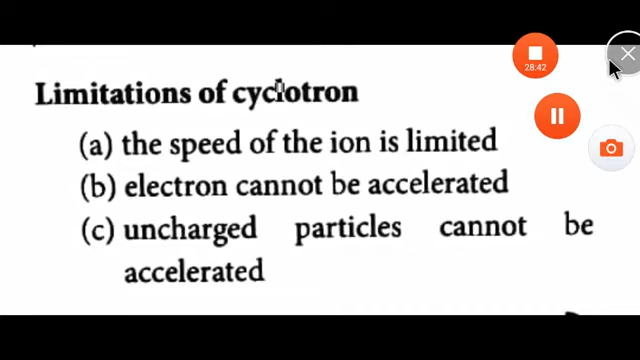 28:42
Limitations of cyclotron
(a) the speed of the ion is limited
(b) electron cannot be accelerated
(c) uncharged particles cannot be
accelerated